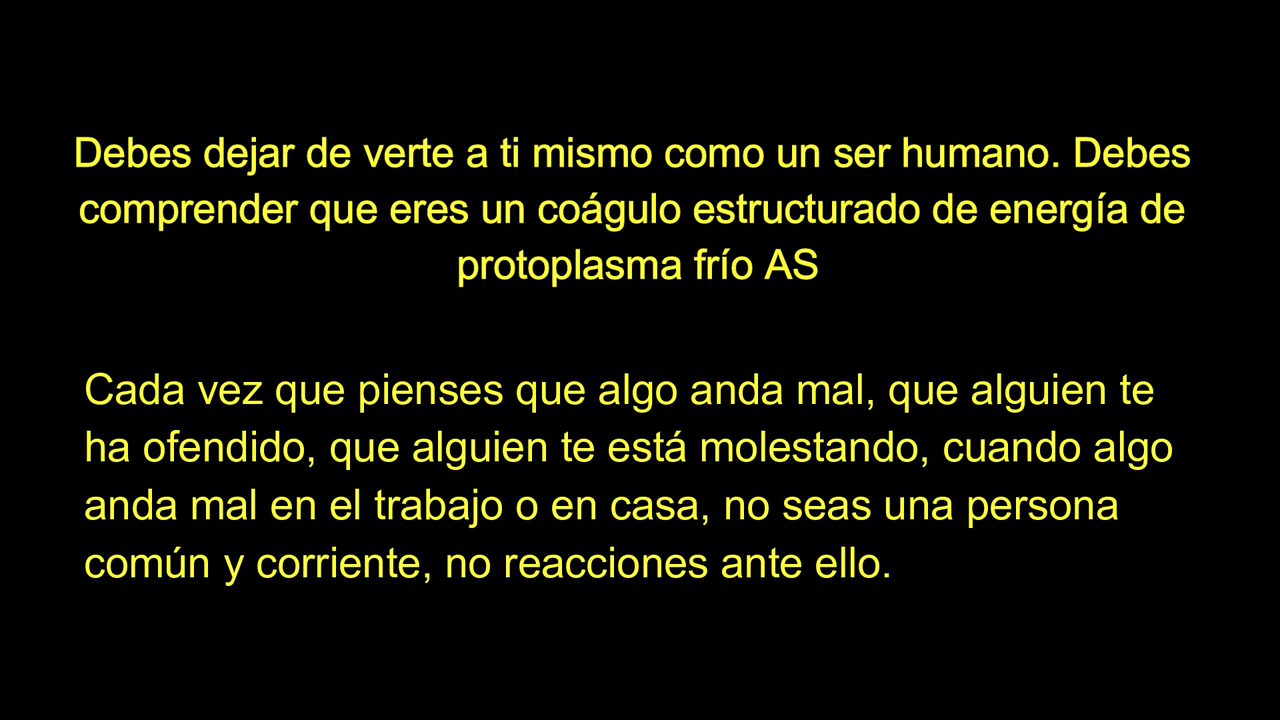 Debes dejar de verte a ti mismo como un ser humano. Debes
comprender que eres un coágulo estructurado de energía de
protoplasma frío AS
Cada vez que pienses que algo anda mal, que alguien te
ha ofendido, que alguien te está molestando, cuando algo
anda mal en el trabajo o en casa, no seas una persona
común y corriente, no reacciones ante ello.